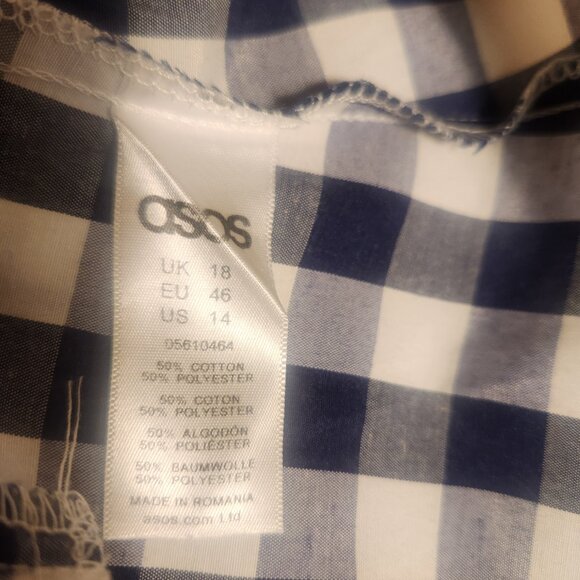 asos
UK 18
EU 46
US 14
05610464
50% COTTON
50% POLYESTER
50% COTON
50% POLYESTER
50% ALGODÓN
50% POLIÉSTER
50% BAUMWOLLE
50% POLYESTER
MADE IN ROMANIA
asos.com Ltd